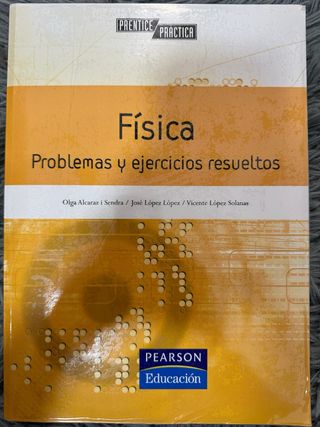 PRENTICE/PRÁCTICA
Física
Problemas y ejercicios resueltos
Olga Alcaraz i Sendra / José López López / Vicente López Solanas
PEARSON
Educación